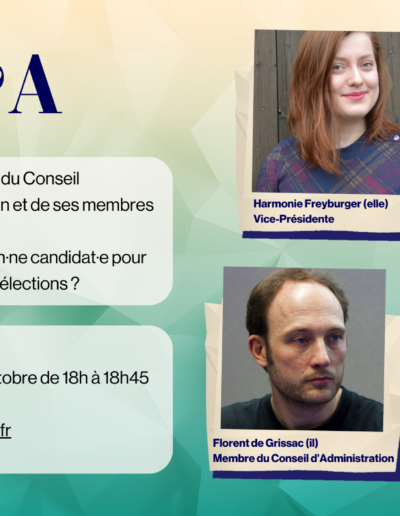 °A
du Conseil
n et de ses membres
n·ne candidat·e pour
élections ?
tobre de 18h à 18h45
fr
Harmonie Freyburger (elle)
Vice-Présidente
Florent de Grissac (il)
Membre du Conseil d'Administration